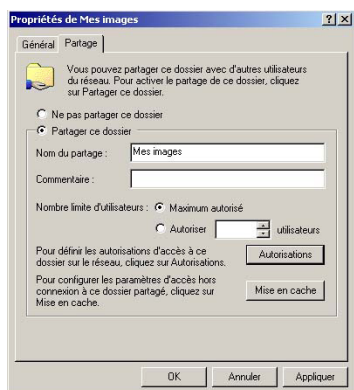 Propriétés de Mes images
Général Partage
Vous pouvez partager ce dossier avec d'autres utilisateurs
du réseau. Pour activer le partage de ce dossier, cliquez
sur Partager ce dossier.
Ne pas partager ce dossier
Partager ce dossier
Nom du partage : Mes images
Commentaire :
Nombre limite d'utilisateurs : Maximum autorisé
Autoriser utilisateurs
Pour définir les autorisations d'accès à ce
dossier sur le réseau, cliquez sur Autorisations.
Autorisations
Pour configurer les paramètres d'accès hors
connexion à ce dossier partagé, cliquez sur
Mise en cache.
Mise en cache
OK Annuler Appliquer